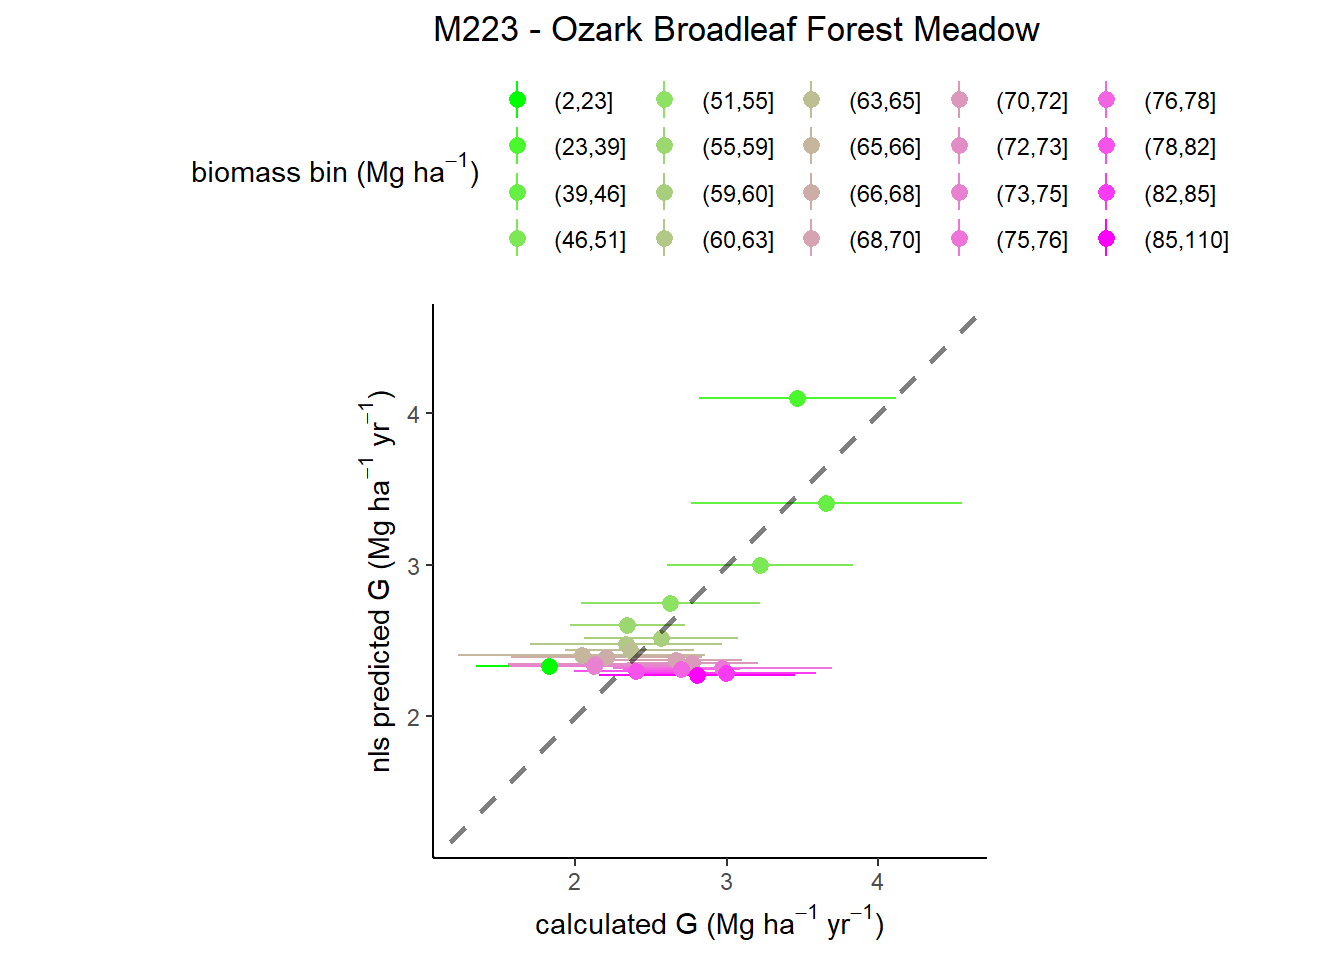 M223 - Ozark Broadleaf Forest Meadow
biomass bin (Mg ha⁻¹)
(2,23] (51,55] (63,65] (70,72] (76,78]
(23,39] (55,59] (65,66] (72,73] (78,82]
(39,46] (59,60] (66,68] (73,75] (82,85]
(46,51] (60,63] (68,70] (75,76] (85,110]
nls predicted G (Mg ha⁻¹ yr⁻¹)
4
3
2
2 3 4
calculated G (Mg ha⁻¹ yr⁻¹)